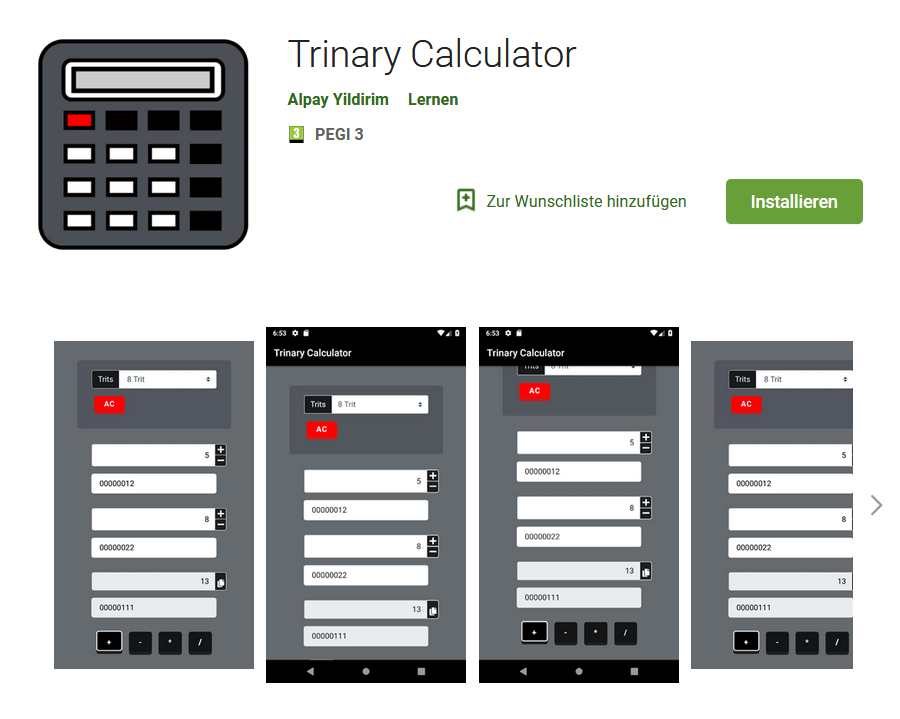 Trinary Calculator
Alpay Yildirim Lernen
3 PEGI 3
Zur Wunschliste hinzufügen Installieren
Trits 8 Trit
AC
5
00000012
8
00000022
13
00000111
+ - * /
6:53
Trinary Calculator
Trits 8 Trit
AC
5
00000012
8
00000022
13
00000111
6:53
Trinary Calculator
Trits 8 Trit
AC
5
00000012
8
00000022
13
00000111
+ - * /
Trits 8 Trit
AC
5
00000012
8
00000022
13
00000111
+ - * /